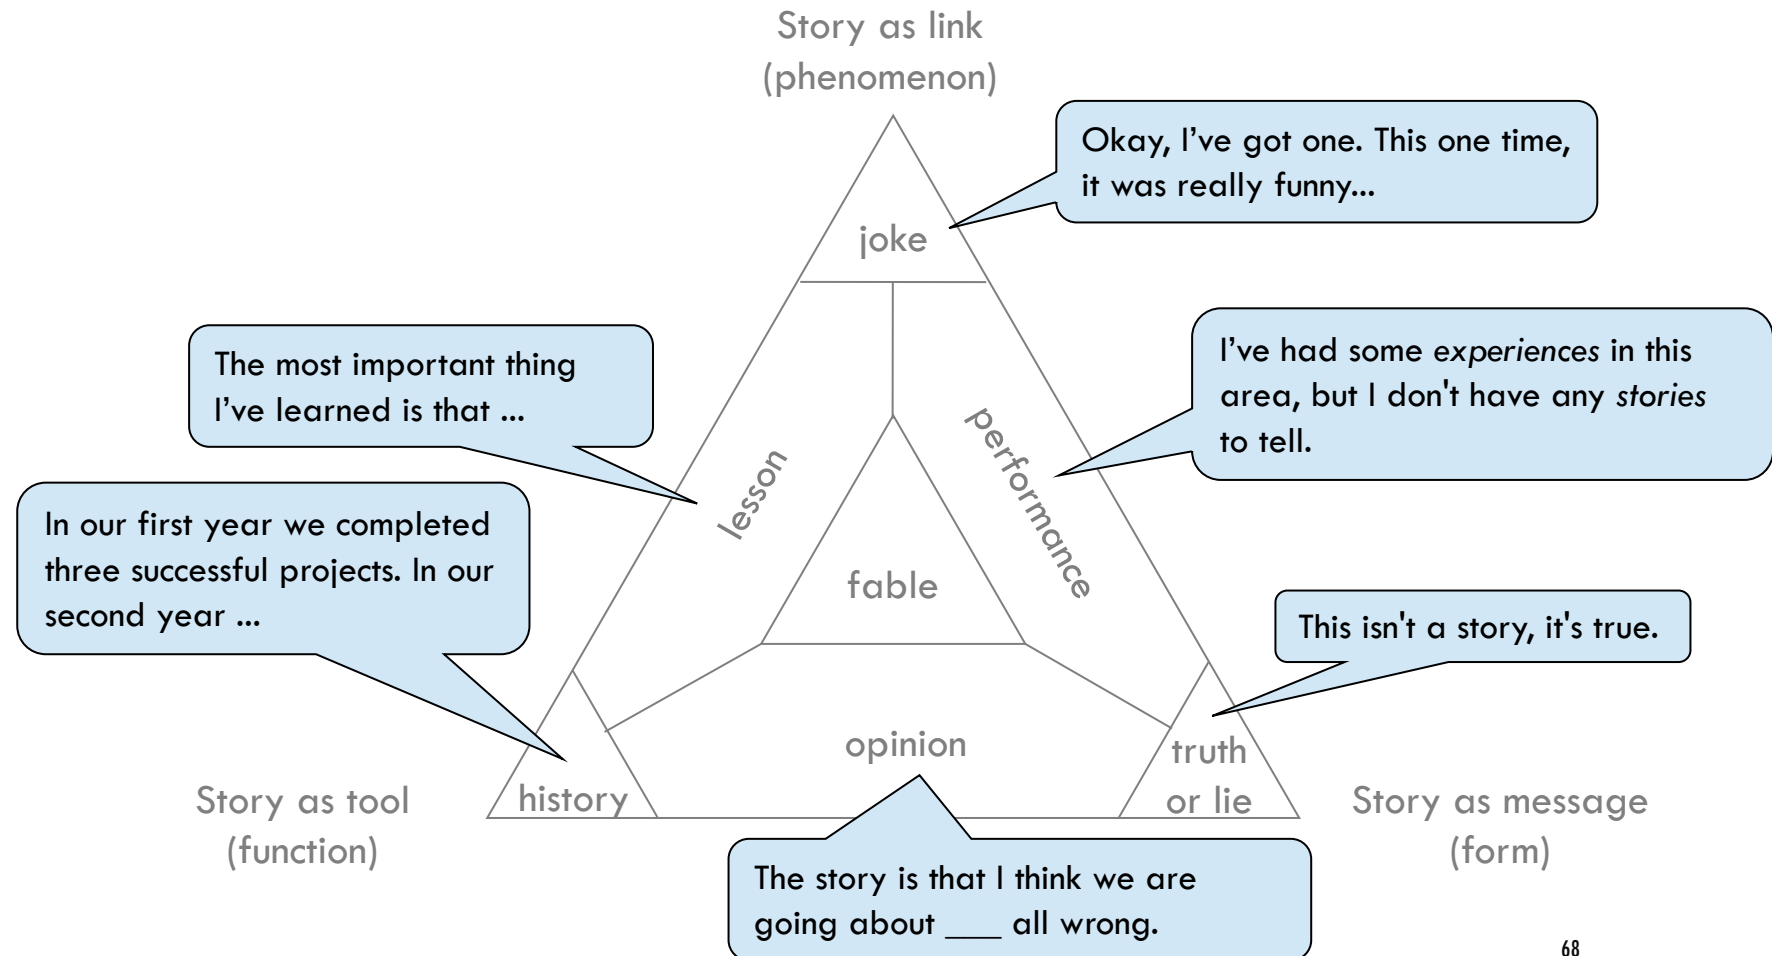 Story as link
(phenomenon)
Okay, I've got one. This one time,
it was really funny...
joke
The most important thing
I've learned is that ...
I've had some experiences in this
area, but I don't have any stories
to tell.
lesson
performance
In our first year we completed
three successful projects. In our
second year ...
fable
This isn't a story, it's true.
opinion
truth
or lie
history
Story as tool
(function)
Story as message
(form)
The story is that I think we are
going about ___ all wrong.
68